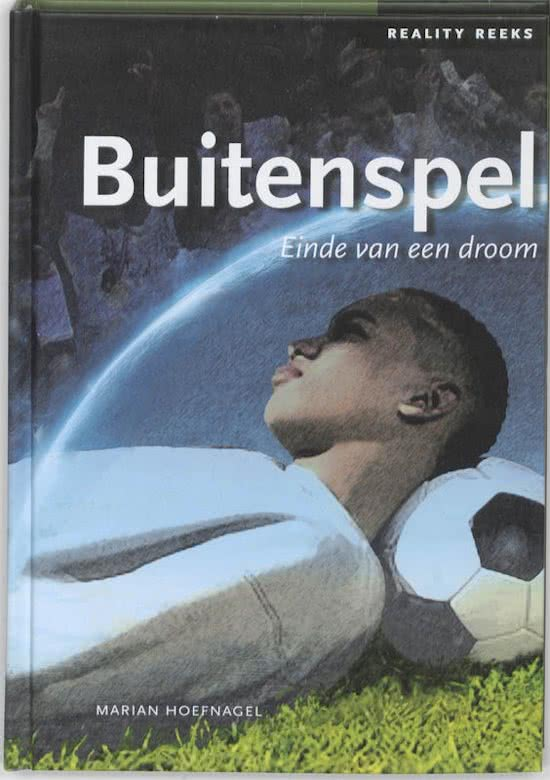 REALITY REEKS
Buitenspel
Einde van een droom
MARIAN HOEFNAGEL